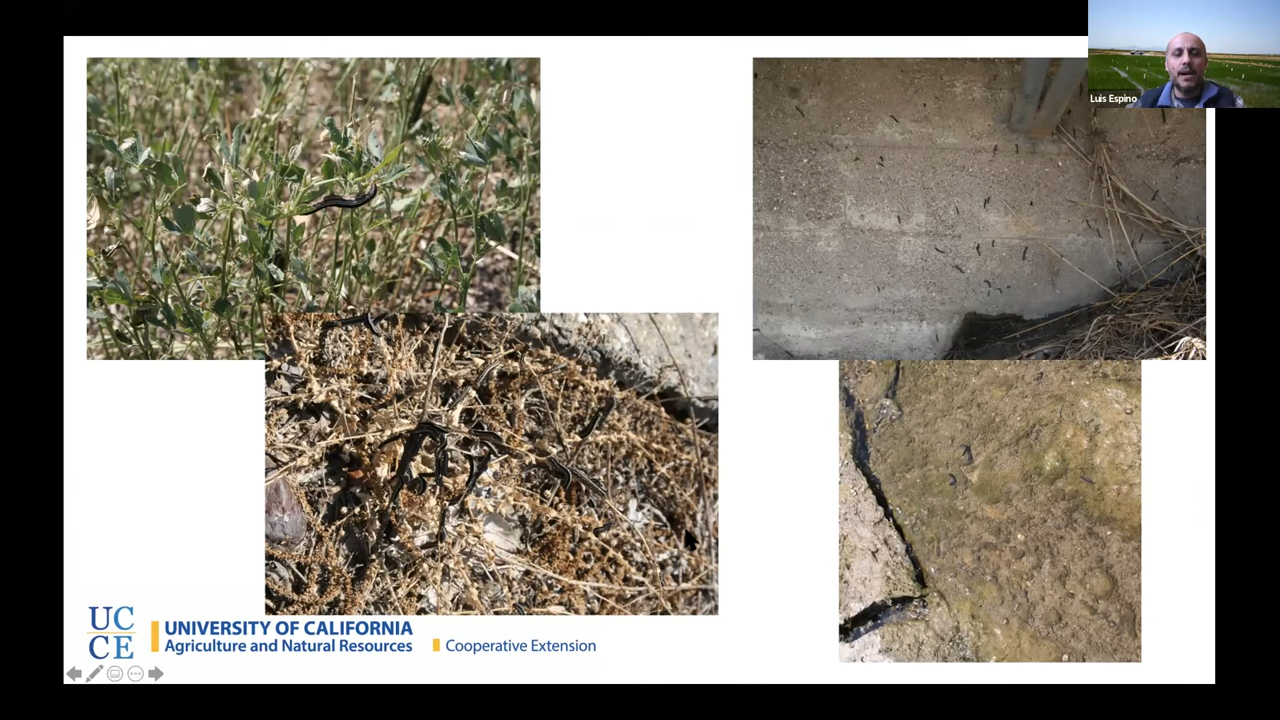 Luis Espino
UC
CE
UNIVERSITY OF CALIFORNIA
Agriculture and Natural Resources
Cooperative Extension